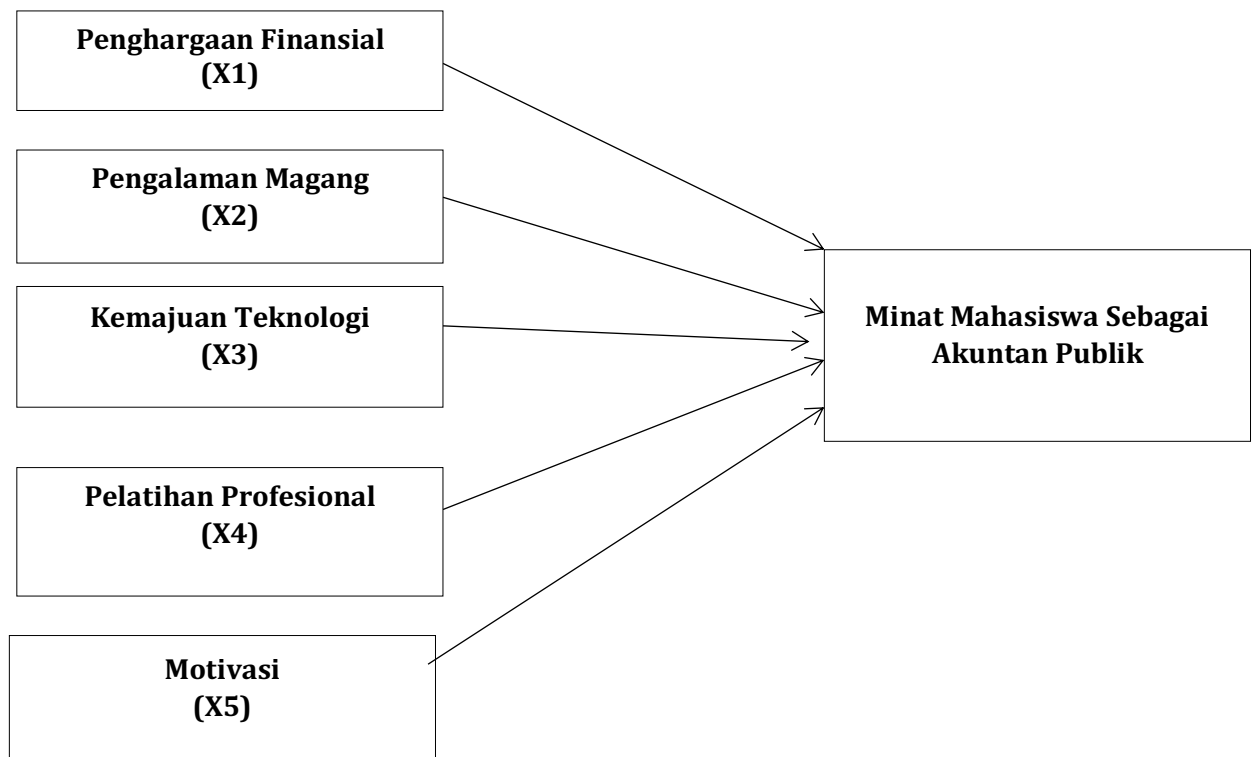 Penghargaan Finansial
(X1)
Pengalaman Magang
(X2)
Kemajuan Teknologi
(X3)
Pelatihan Profesional
(X4)
Motivasi
(X5)
Minat Mahasiswa Sebagai
Akuntan Publik